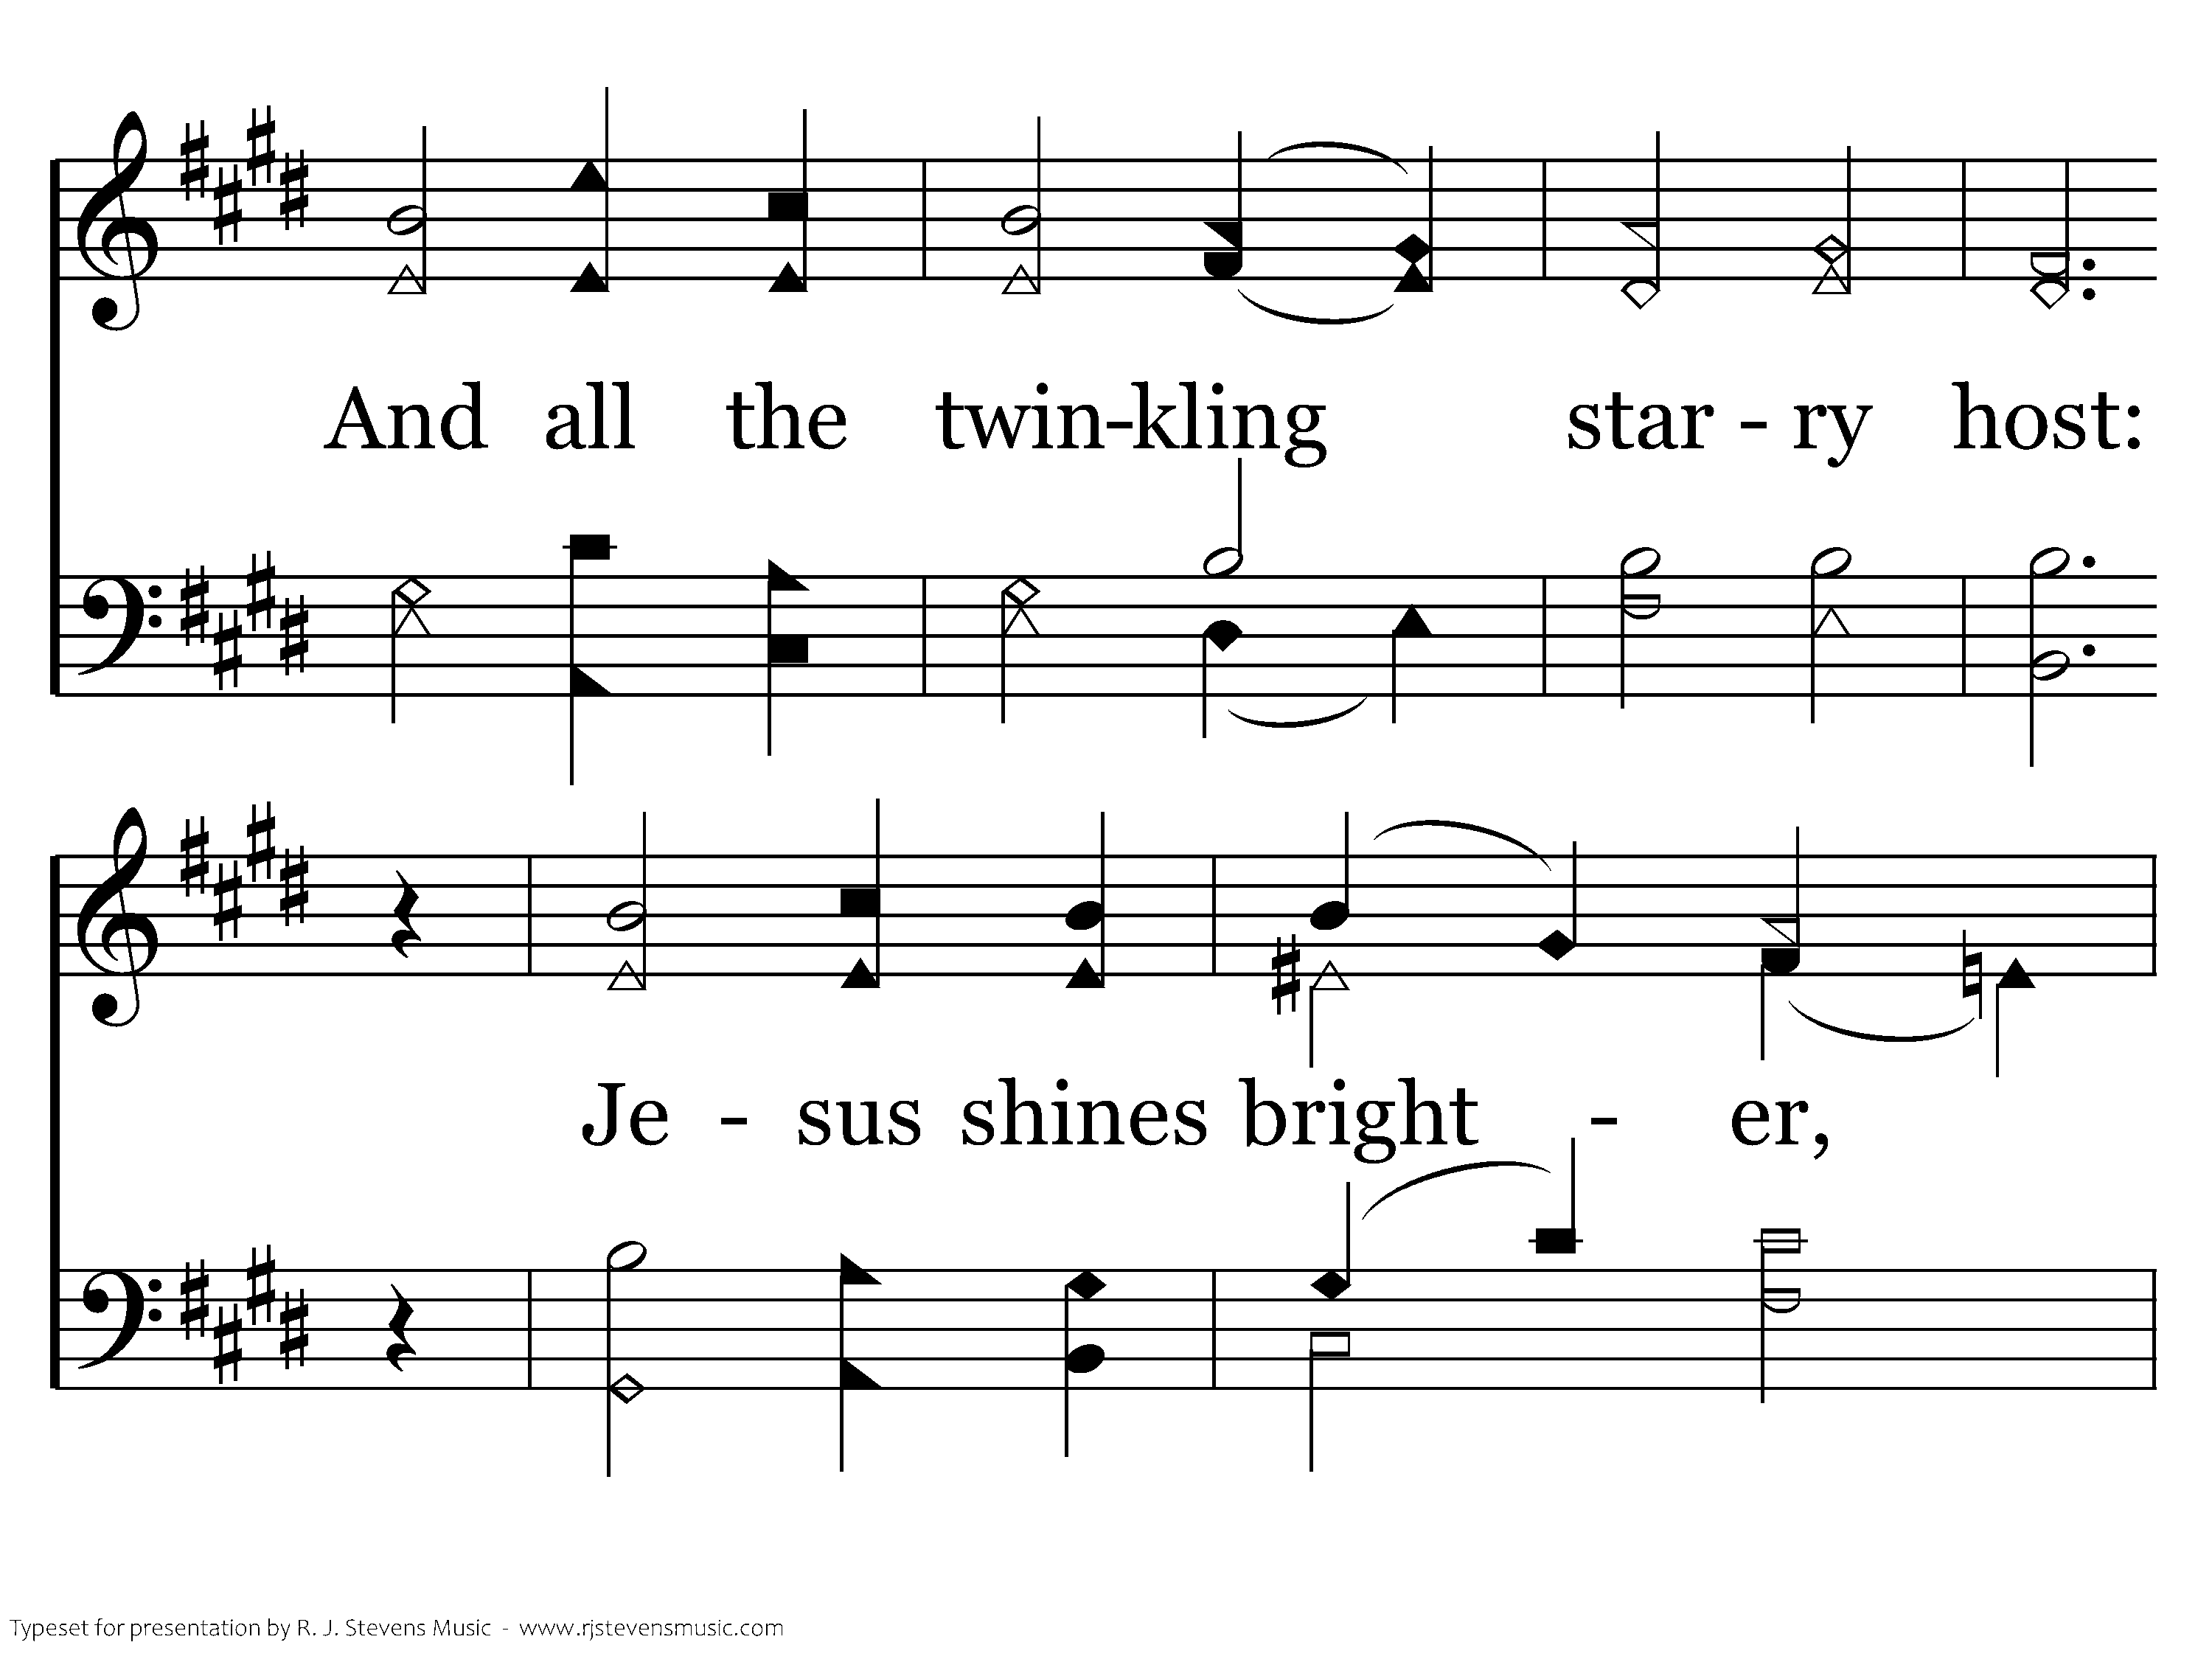 And all the twin-kling star - ry host:
Je - sus shines bright - er,
Typeset for presentation by R. J. Stevens Music - www.rjstevensmusic.com